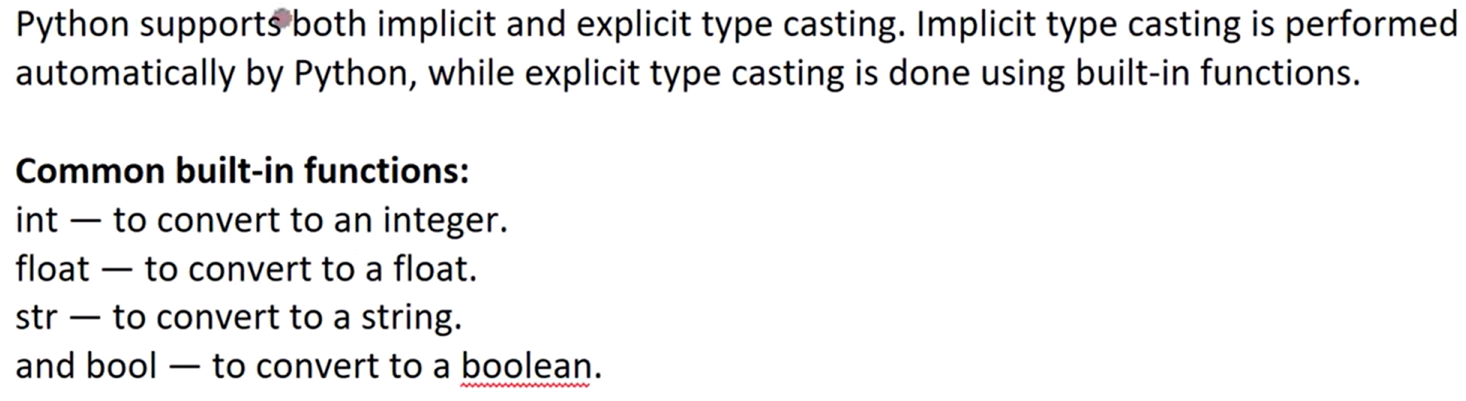 Python supports both implicit and explicit type casting. Implicit type casting is performed
automatically by Python, while explicit type casting is done using built-in functions.
Common built-in functions:
int — to convert to an integer.
float — to convert to a float.
str — to convert to a string.
and bool — to convert to a boolean.